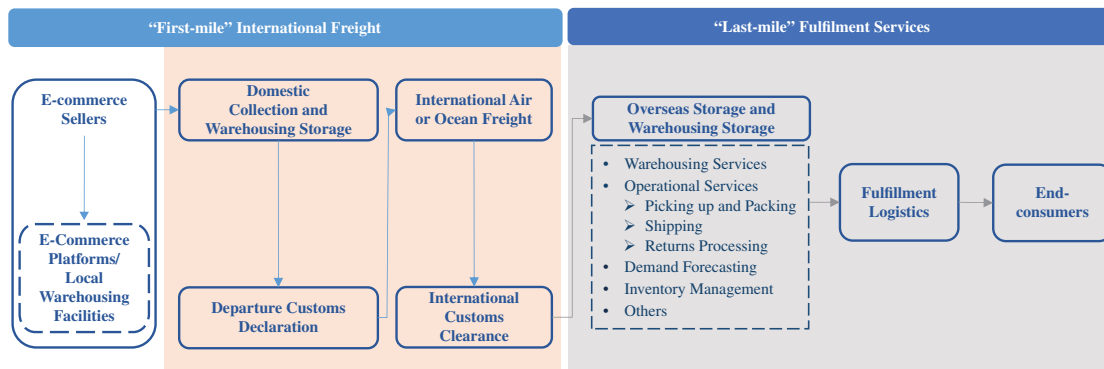 “First-mile” International Freight
“Last-mile” Fulfilment Services
E-commerce
Sellers
E-Commerce
Platforms/
Local
Warehousing
Facilities
Domestic
Collection and
Warehousing Storage
Departure Customs
Declaration
International Air
or Ocean Freight
International
Customs
Clearance
Overseas Storage and
Warehousing Storage
• Warehousing Services
• Operational Services
➢ Picking up and Packing
➢ Shipping
➢ Returns Processing
• Demand Forecasting
• Inventory Management
• Others
Fulfillment
Logistics
End-
consumers